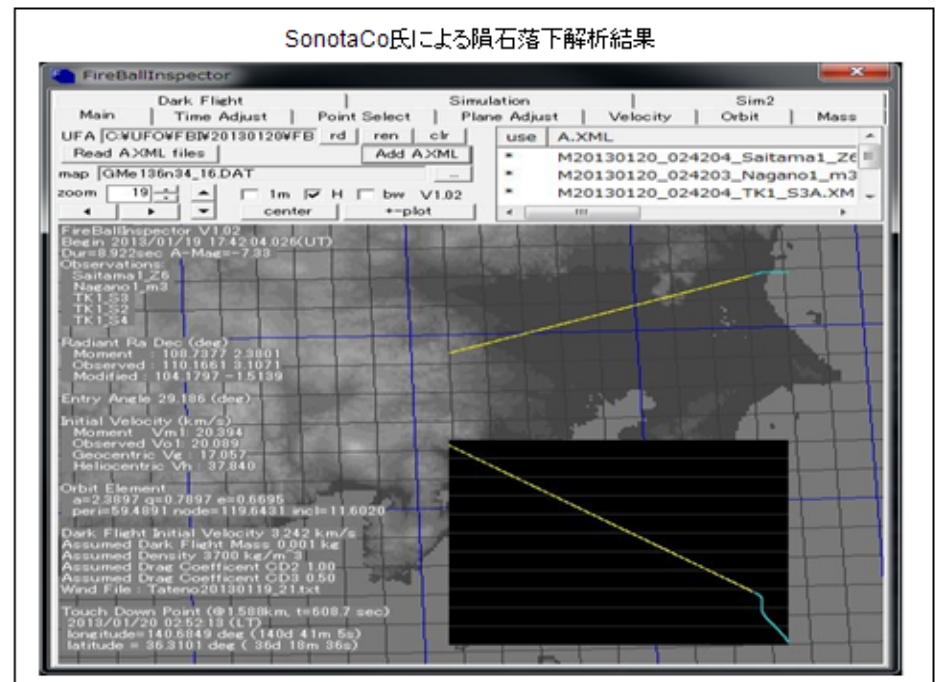 SonotaCo氏による隕石落下解析結果
FireBallInspector
Dark Flight Simulation Sim2
Main Time Adjust Point Select Plane Adjust Velocity Orbit Mass
UFA C:¥UFO¥FBI¥20130120¥FB rd ren clr
Read AXML files Add AXML
map GMe136n34_16.DAT ...
zoom 19 1m H bw V1.02
center +-plot
use A.XML
* M20130120_024204_Saitama1_Z6
* M20130120_024203_Nagano1_m3
* M20130120_024204_TK1_S3A.XM
FireBallInspector V1.02
Begin 2013/01/19 17:42:04.026(UT)
Dur=8.922sec A-Mag=-7.33
Observations:
Saitama1_Z6
Nagano1_m3
TK1_S3
TK1_S2
TK1_S4
Radiant Ra Dec (deg)
Moment : 108.7377 2.3801
Observed : 110.1661 3.1071
Modified : 104.1797 -1.5139
Entry Angle 29.186 (deg)
Initial Velocity (km/s)
Moment Vm1: 20.394
Observed Vo1: 20.089
Geocentric Vg : 17.057
Heliocentric Vh : 37.840
Orbit Element
a=2.3897 q=0.7897 e=0.6695
peri=59.4891 node=119.6431 incl=11.6020
Dark Flight Initial Velocity 3.242 km/s
Assumed Dark Flight Mass 0.001 kg
Assumed Density 3700 kg/m^3
Assumed Drag Coefficent CD2 1.00
Assumed Drag Coefficent CD3 0.50
Wind File : Tateno20130119_21.txt
Touch Down Point (@1.588km, t=608.7 sec)
2013/01/20 02:52:13 (LT)
longitude=140.6849 deg (140d 41m 5s)
latitude = 36.3101 deg ( 36d 18m 36s)